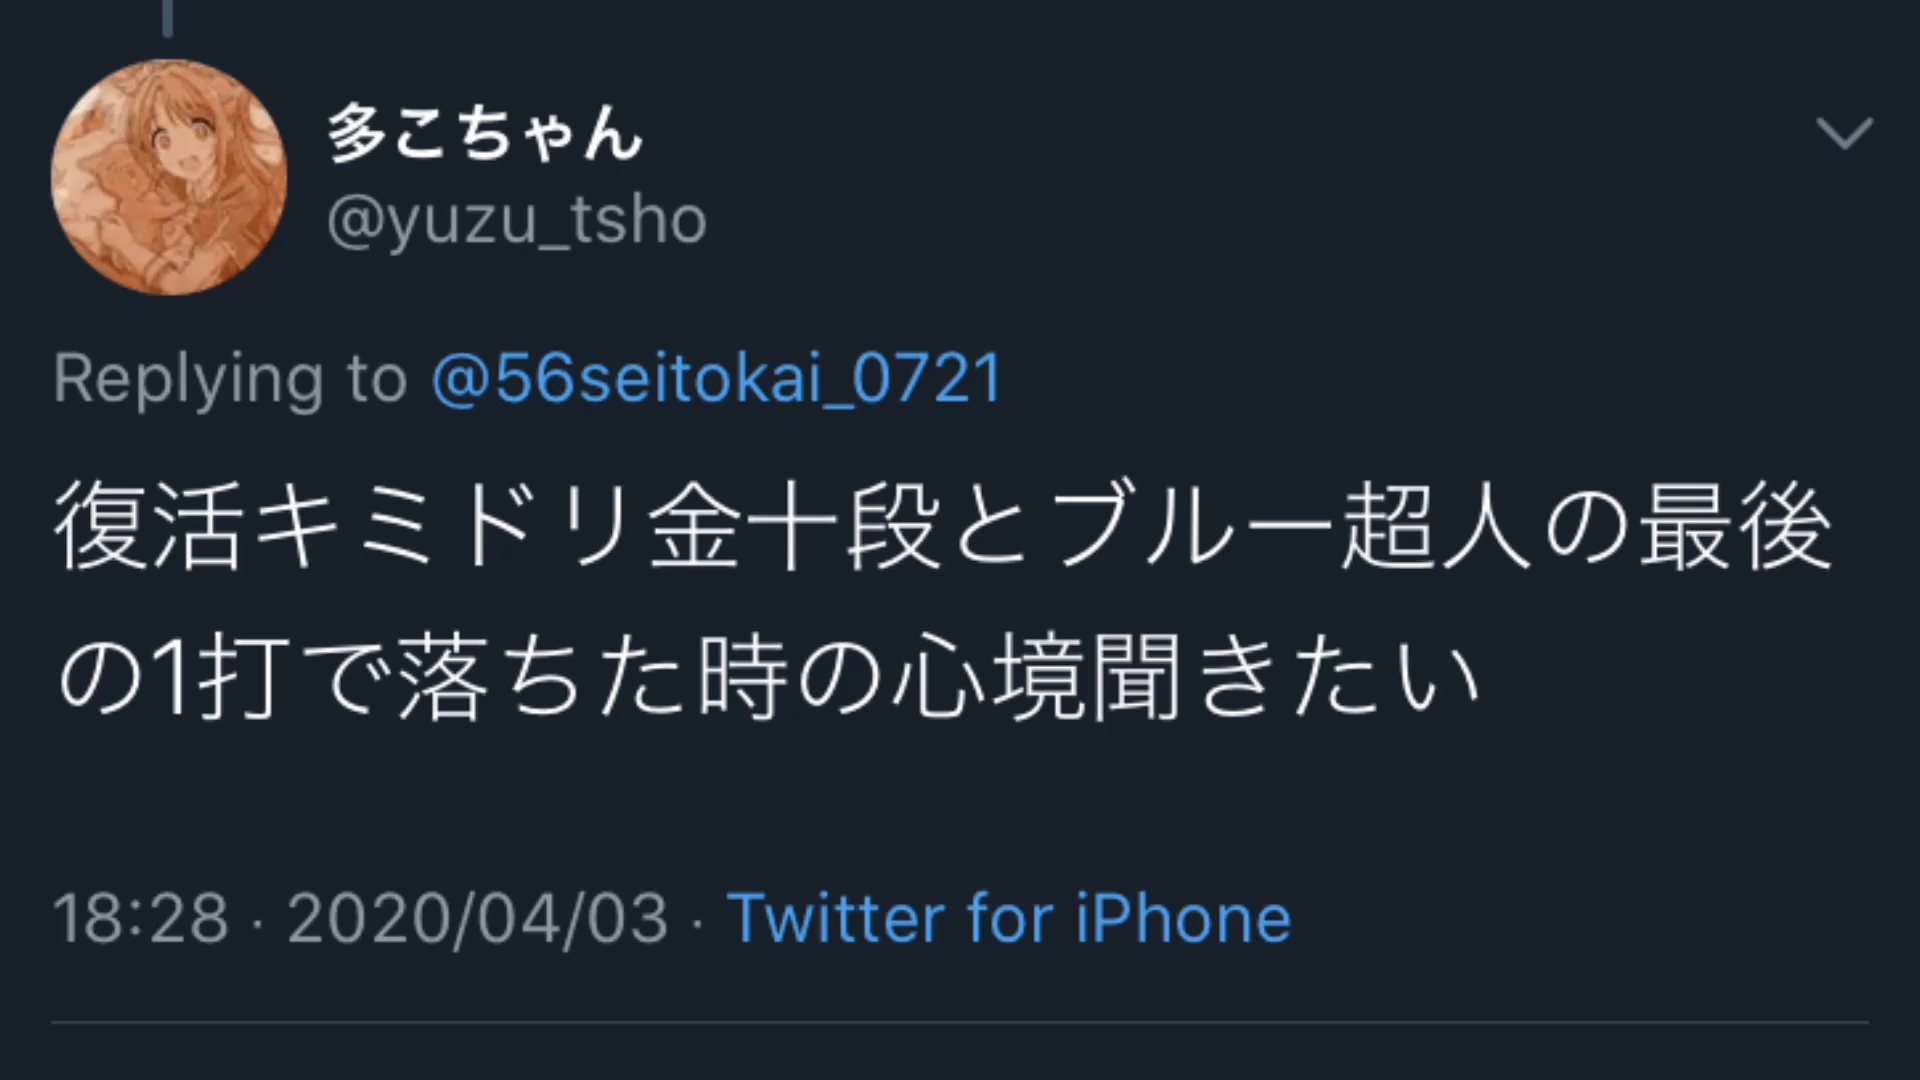 多こちゃん
@yuzu_tsho
Replying to @56seitokai_0721
復活キミドリ金十段とブルー超人の最後
の1打で落ちた時の心境聞きたい
18:28 · 2020/04/03 · Twitter for iPhone